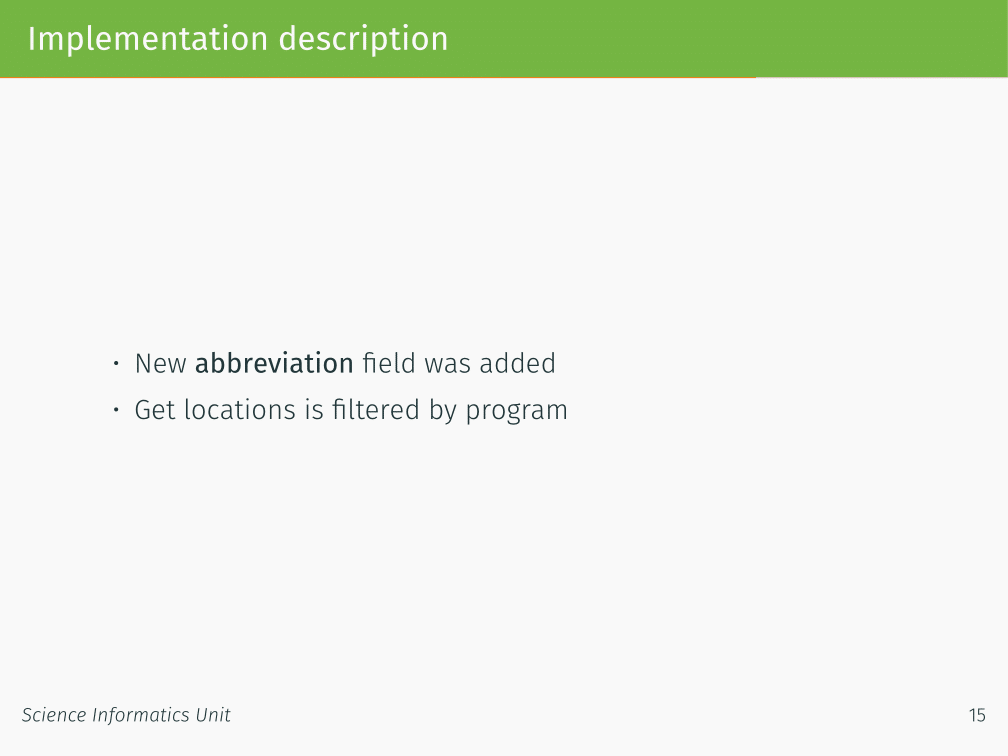 Implementation description
· New abbreviation field was added
· Get locations is filtered by program
Science Informatics Unit
15